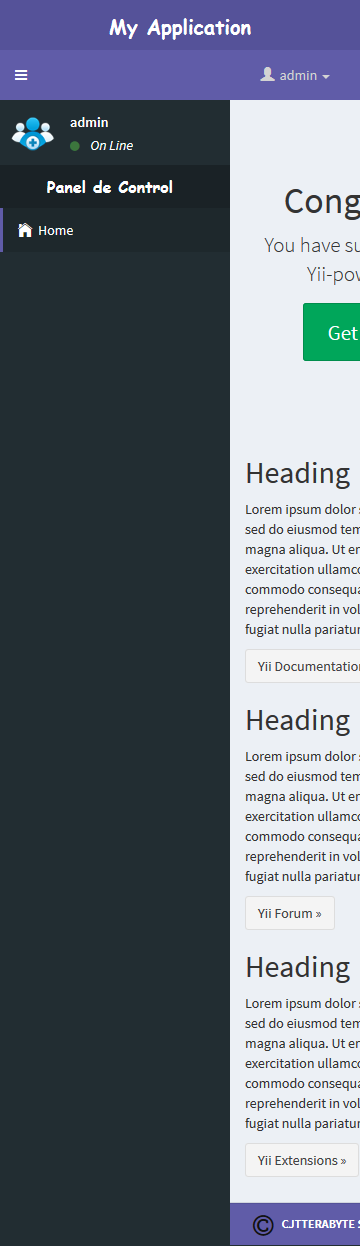 My Application
admin
admin
On Line
Panel de Control
Home
Cong
You have su
Yii-pow
Get
Heading
Lorem ipsum dolor
sed do eiusmod tem
magna aliqua. Ut en
exercitation ullamco
commodo consequa
reprehenderit in vol
fugiat nulla pariatur
Yii Documentation
Heading
Lorem ipsum dolor
sed do eiusmod tem
magna aliqua. Ut en
exercitation ullamco
commodo consequa
reprehenderit in vol
fugiat nulla pariatur
Yii Forum »
Heading
Lorem ipsum dolor
sed do eiusmod tem
magna aliqua. Ut en
exercitation ullamco
commodo consequa
reprehenderit in vol
fugiat nulla pariatur
Yii Extensions »
© CJTTERABYTE S